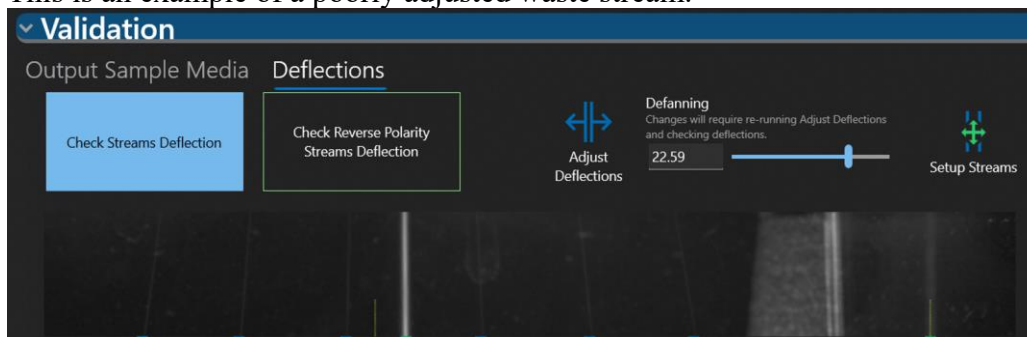 This is an example of a poorly adjusted waste stream.
Validation
Output Sample Media Deflections
Check Streams Deflection
Check Reverse Polarity
Streams Deflection
Adjust
Deflections
Defanning
Changes will require re-running Adjust Deflections
and checking deflections.
22.59
Setup Streams